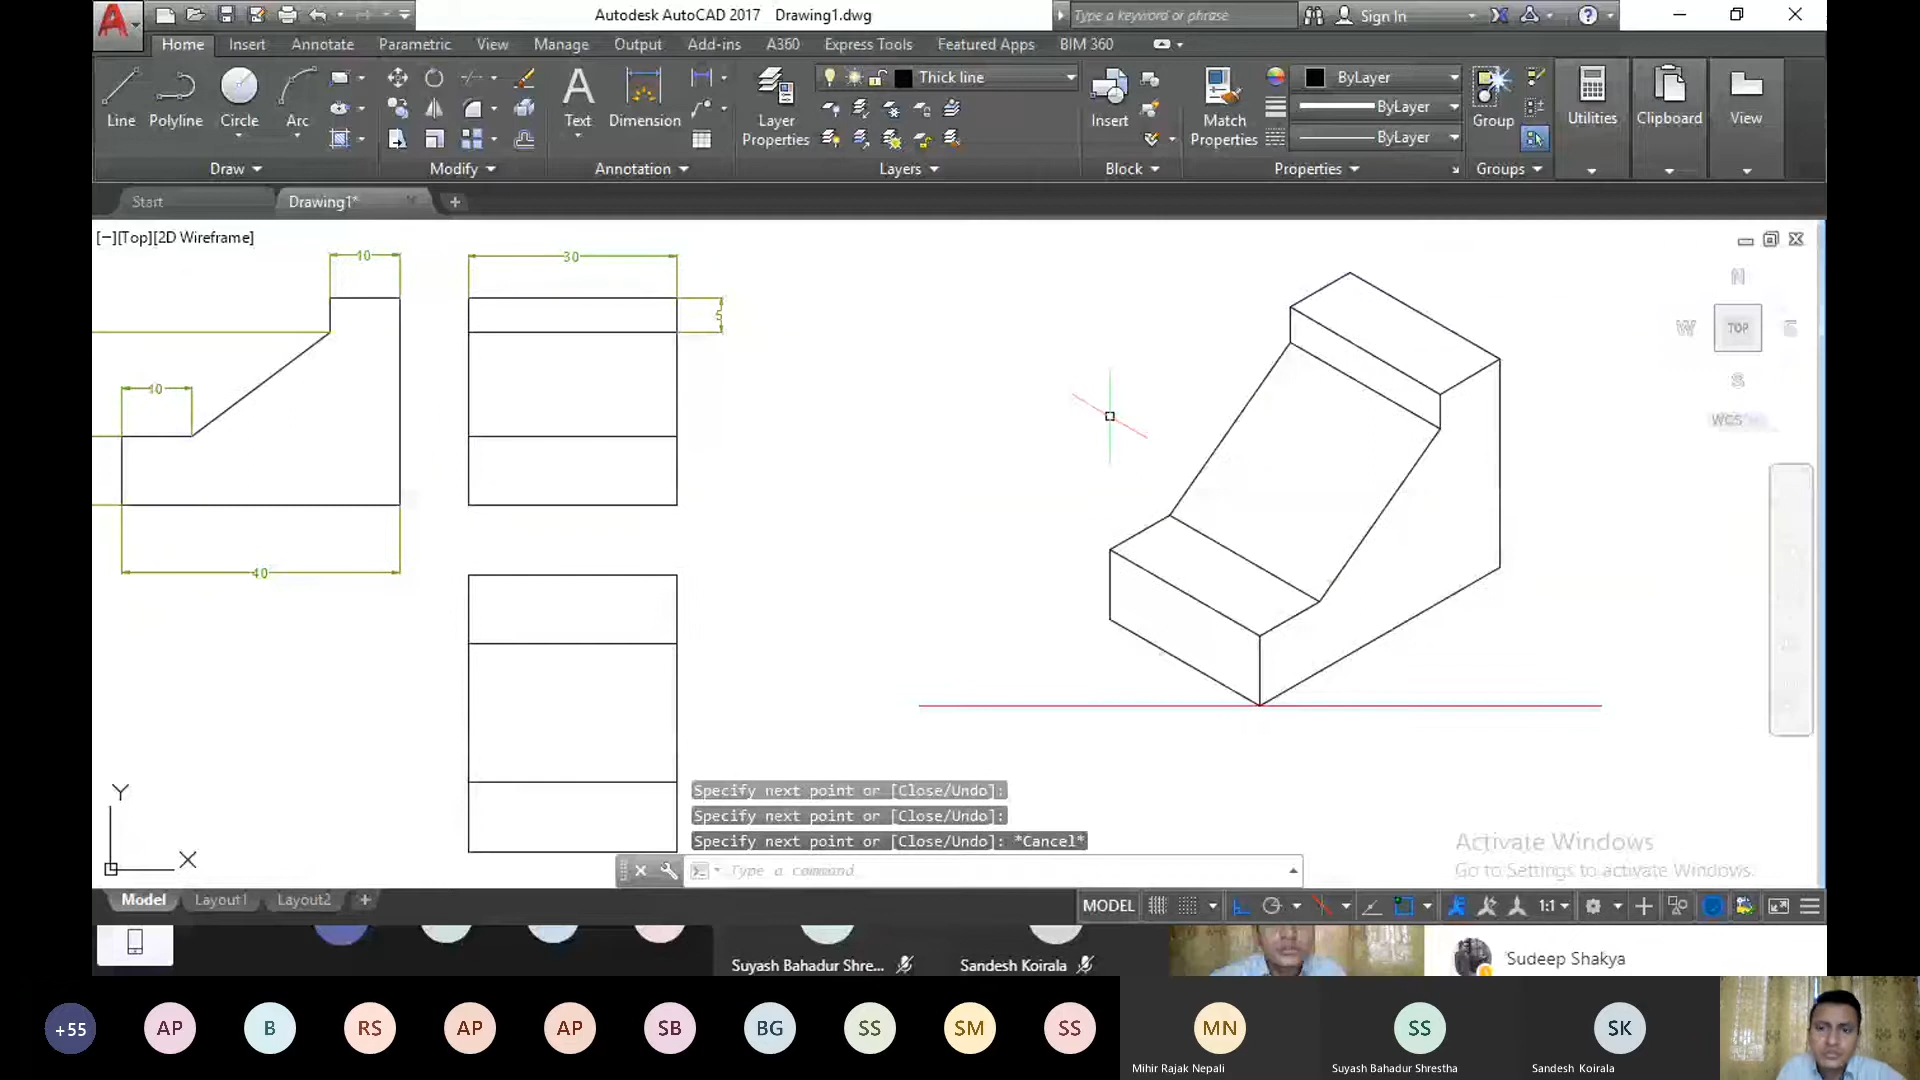 Autodesk AutoCAD 2017 Drawing1.dwg
Type a keyword or phrase
Sign In
Home Insert Annotate Parametric View Manage Output Add-ins A360 Express Tools Featured Apps BIM 360
Line Polyline Circle Arc
Text Dimension
Layer Properties
Thick line
Insert
Match Properties
ByLayer
ByLayer
ByLayer
Group
Utilities Clipboard View
Draw Modify Annotation Layers Block Properties Groups
Start Drawing1*
[−][Top][2D Wireframe]
10 30
5
10
40
N
W TOP E
S
WCS
Y
X
Specify next point or [Close/Undo]:
Specify next point or [Close/Undo]:
Specify next point or [Close/Undo]: *Cancel*
Type a command
Activate Windows
Go to Settings to activate Windows.
Model Layout1 Layout2
MODEL 1:1
Suyash Bahadur Shre... Sandesh Koirala
Sudeep Shakya
+55 AP B RS AP AP SB BG SS SM SS MN SS SK
Mihir Rajak Nepali Suyash Bahadur Shrestha Sandesh Koirala